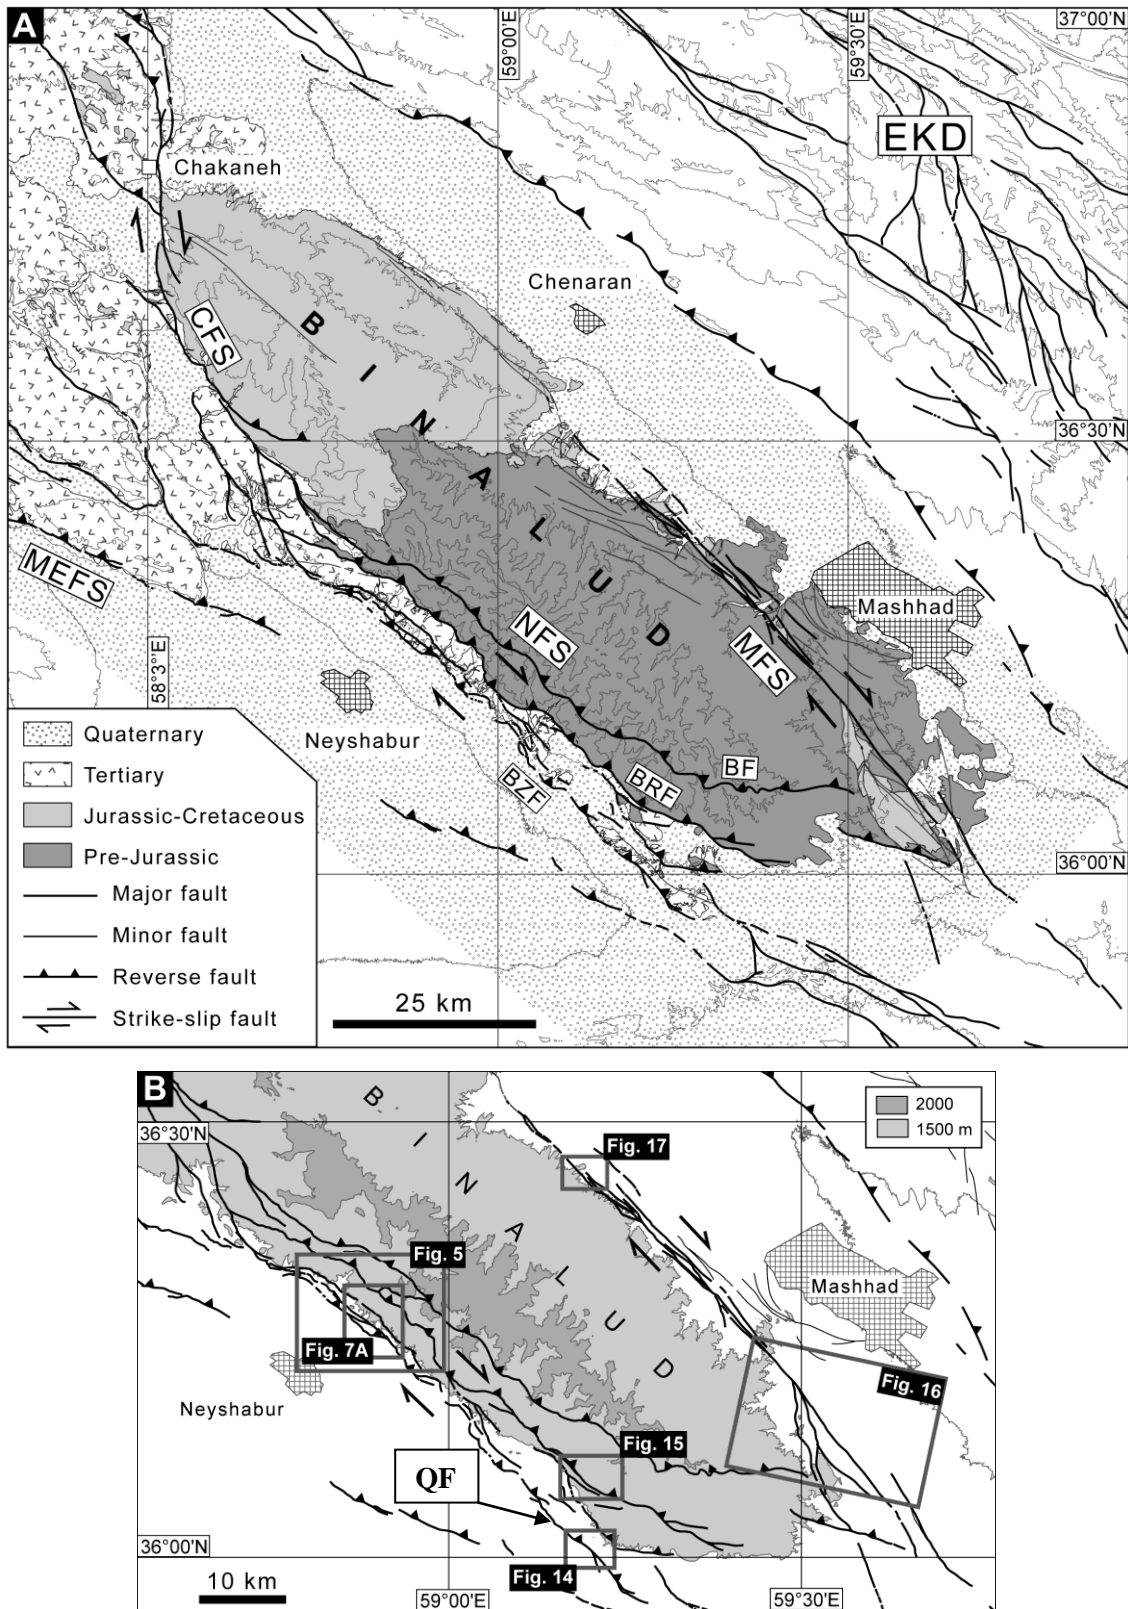 A
59°00'E
59°30'E
37°00'N
EKD
Chakaneh
Chenaran
CFS
B I N A L U D
36°30'N
MEFS
Mashhad
NFS
MFS
58°3°'E
Neyshabur
BZF
BRF
BF
36°00'N
Quaternary
Tertiary
Jurassic-Cretaceous
Pre-Jurassic
Major fault
Minor fault
Reverse fault
Strike-slip fault
25 km
B
2000
1500 m
36°30'N
B I N A L U D
Fig. 17
Fig. 5
Mashhad
Fig. 7A
Fig. 16
Neyshabur
Fig. 15
QF
36°00'N
Fig. 14
10 km
59°00'E
59°30'E